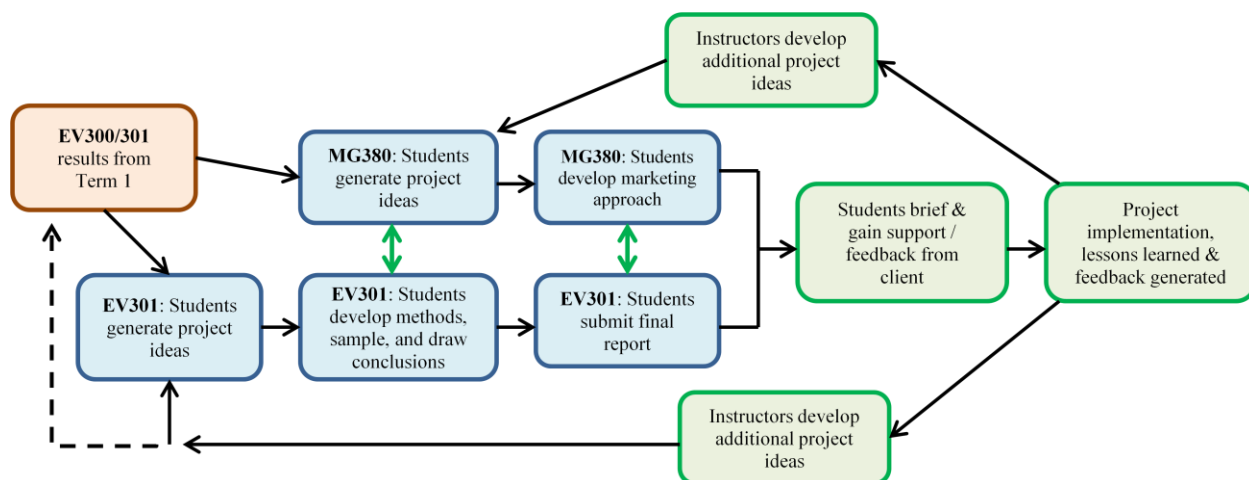 Instructors develop
additional project
ideas
EV300/301
results from
Term 1
MG380: Students
generate project
ideas
MG380: Students
develop marketing
approach
Students brief &
gain support /
feedback from
client
Project
implementation,
lessons learned &
feedback generated
EV301: Students
generate project
ideas
EV301: Students
develop methods,
sample, and draw
conclusions
EV301: Students
submit final
report
Instructors develop
additional project
ideas